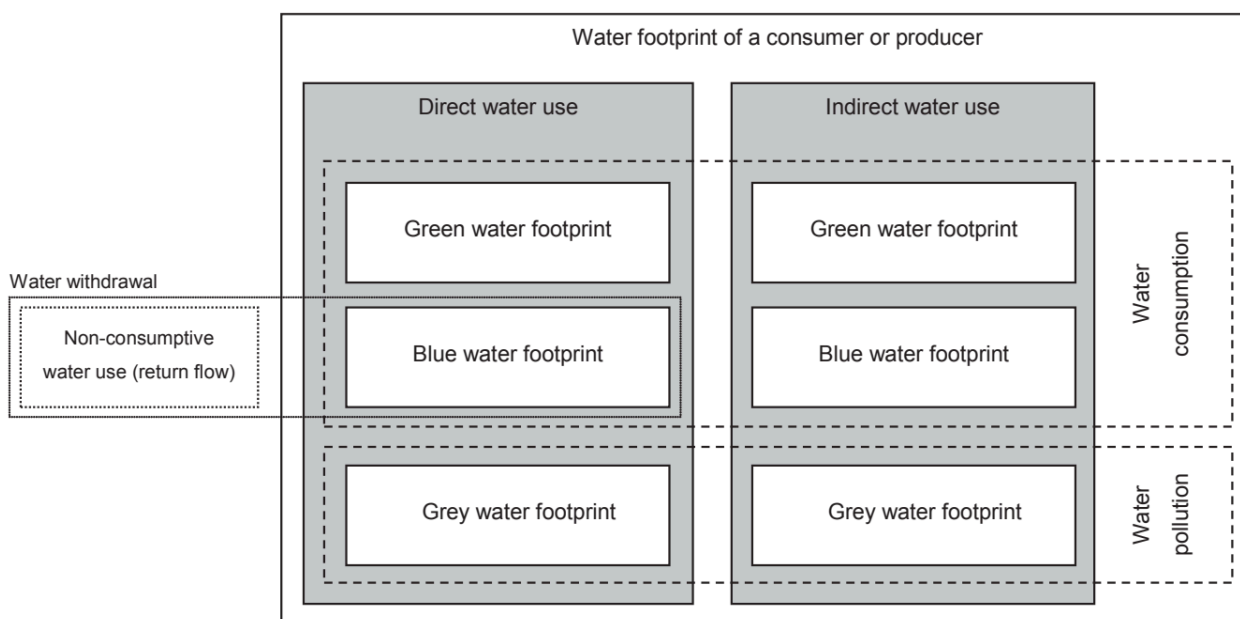 Water footprint of a consumer or producer
Direct water use
Indirect water use
Green water footprint
Green water footprint
Water withdrawal
Non-consumptive
water use (return flow)
Blue water footprint
Blue water footprint
Water
consumption
Grey water footprint
Grey water footprint
Water
pollution